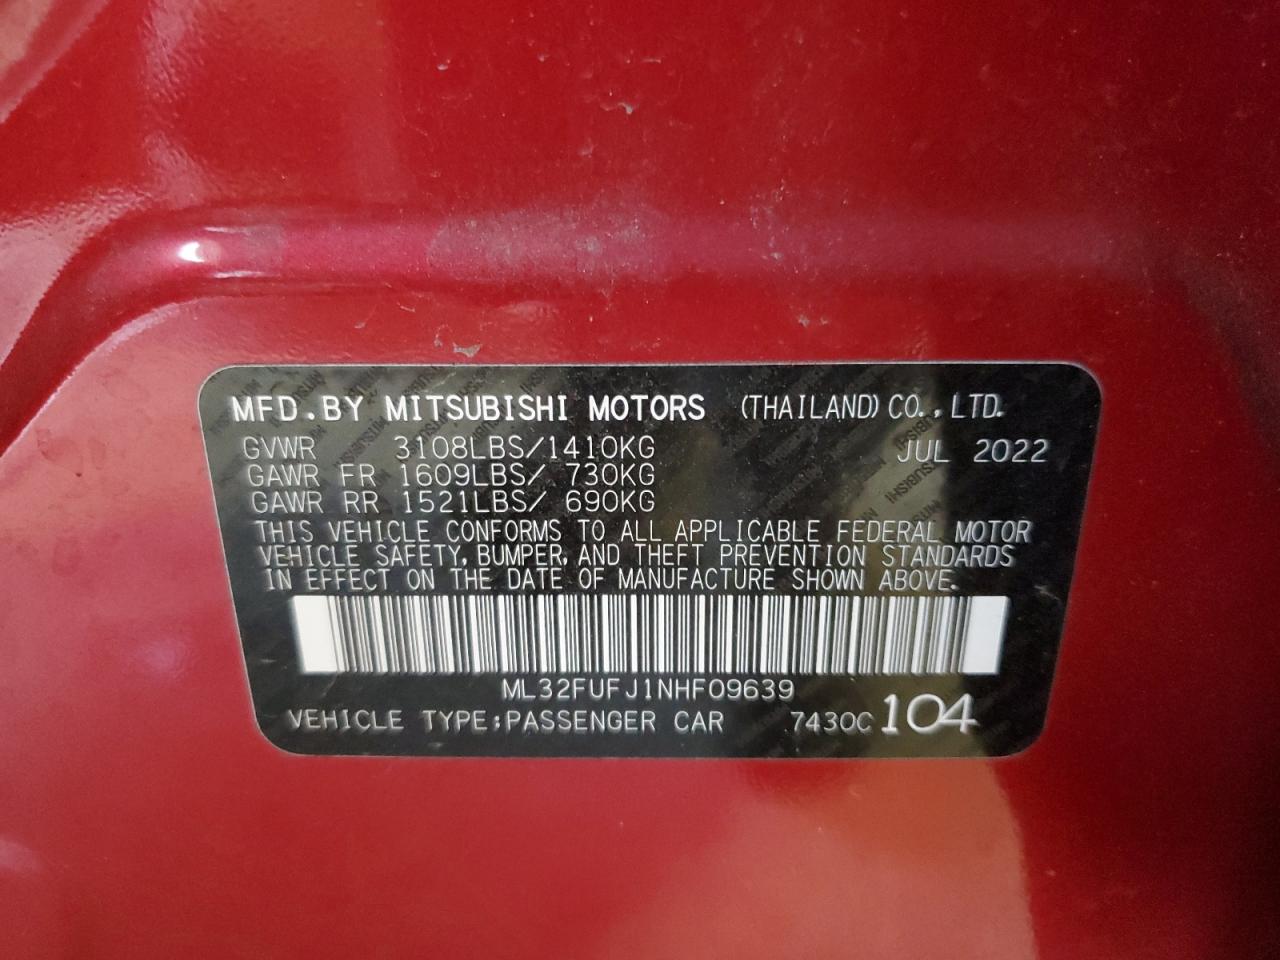 MFD.BY MITSUBISHI MOTORS (THAILAND) CO.,LTD.
GVWR 3108LBS/1410KG JUL 2022
GAWR FR 1609LBS/ 730KG
GAWR RR 1521LBS/ 690KG
THIS VEHICLE CONFORMS TO ALL APPLICABLE FEDERAL MOTOR
VEHICLE SAFETY, BUMPER, AND THEFT PREVENTION STANDARDS
IN EFFECT ON THE DATE OF MANUFACTURE SHOWN ABOVE.
ML32FUFJ1NHF09639
VEHICLE TYPE:PASSENGER CAR 7430C 104